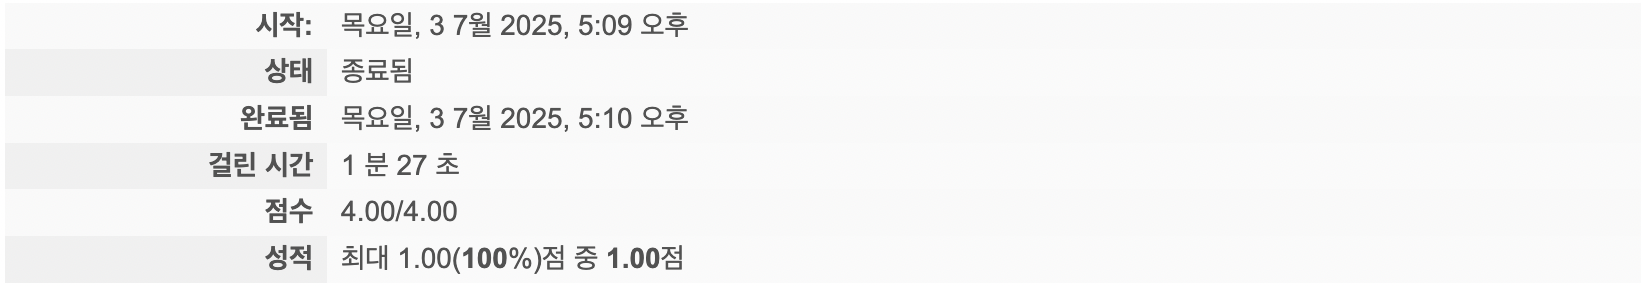 시작: 목요일, 3 7월 2025, 5:09 오후
상태 종료됨
완료됨 목요일, 3 7월 2025, 5:10 오후
걸린 시간 1 분 27 초
점수 4.00/4.00
성적 최대 1.00(100%)점 중 1.00점